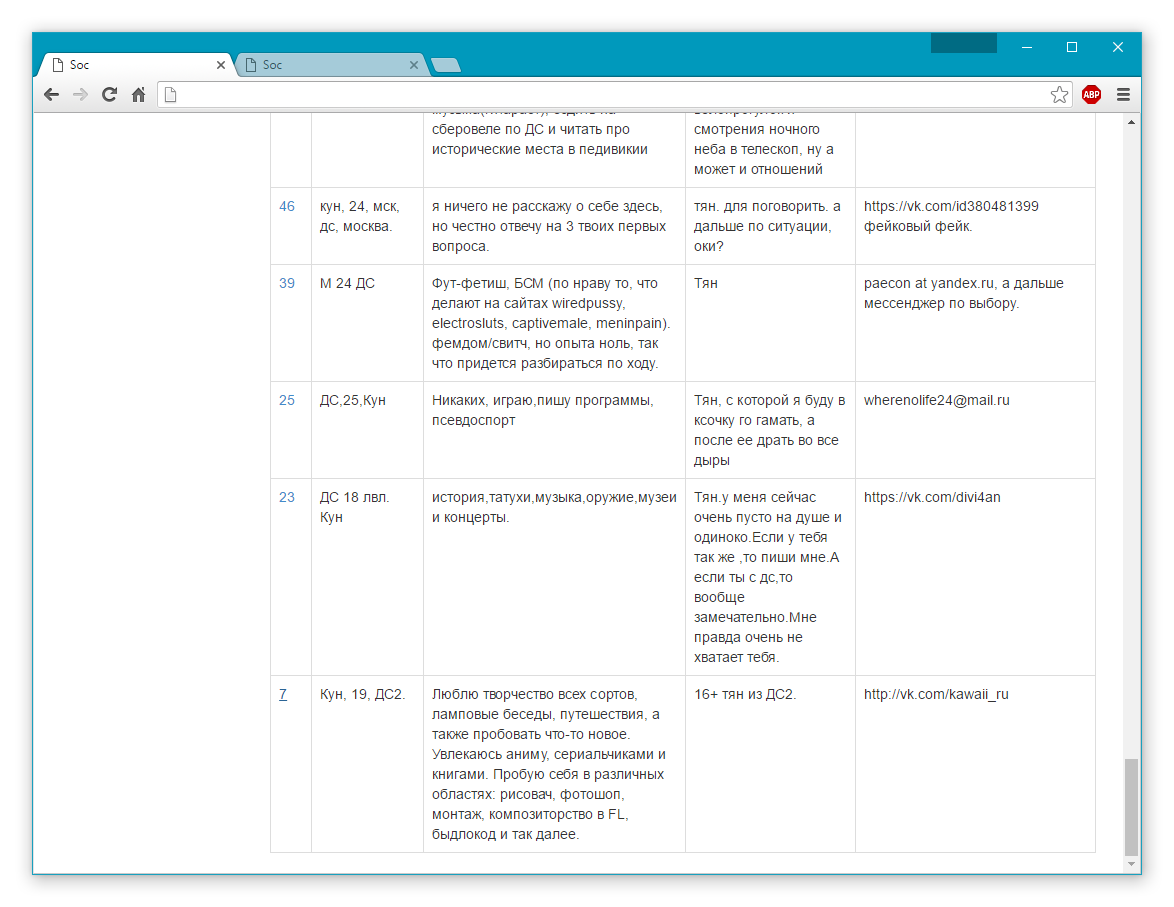 Soc
Soc
ABP
сберовеле по ДС и читать про
исторические места в педивикии
смотрения ночного
неба в телескоп, ну а
может и отношений
46
кун, 24, мск,
дс, москва.
я ничего не расскажу о себе здесь,
но честно отвечу на 3 твоих первых
вопроса.
тян. для поговорить. а
дальше по ситуации,
оки?
https://vk.com/id380481399
фейковый фейк.
39
М 24 ДС
Фут-фетиш, БСМ (по нраву то, что
делают на сайтах wiredpussy,
electrosluts, captivemale, meninpain).
фемдом/свитч, но опыта ноль, так
что придется разбираться по ходу.
Тян
paecon at yandex.ru, а дальше
мессенджер по выбору.
25
ДС,25,Кун
Никаких, играю,пишу программы,
псевдоспорт
Тян, с которой я буду в
ксочку го гамать, а
после ее драть во все
дыры
wherenolife24@mail.ru
23
ДС 18 лвл.
Кун
история,татухи,музыка,оружие,музеи
и концерты.
Тян.у меня сейчас
очень пусто на душе и
одиноко.Если у тебя
так же ,то пиши мне.А
если ты с дс,то
вообще
замечательно.Мне
правда очень не
хватает тебя.
https://vk.com/divi4an
7
Кун, 19, ДС2.
Люблю творчество всех сортов,
ламповые беседы, путешествия, а
также пробовать что-то новое.
Увлекаюсь аниму, сериальчиками и
книгами. Пробую себя в различных
областях: рисовач, фотошоп,
монтаж, композиторство в FL,
быдлокод и так далее.
16+ тян из ДС2.
http://vk.com/kawaii_ru